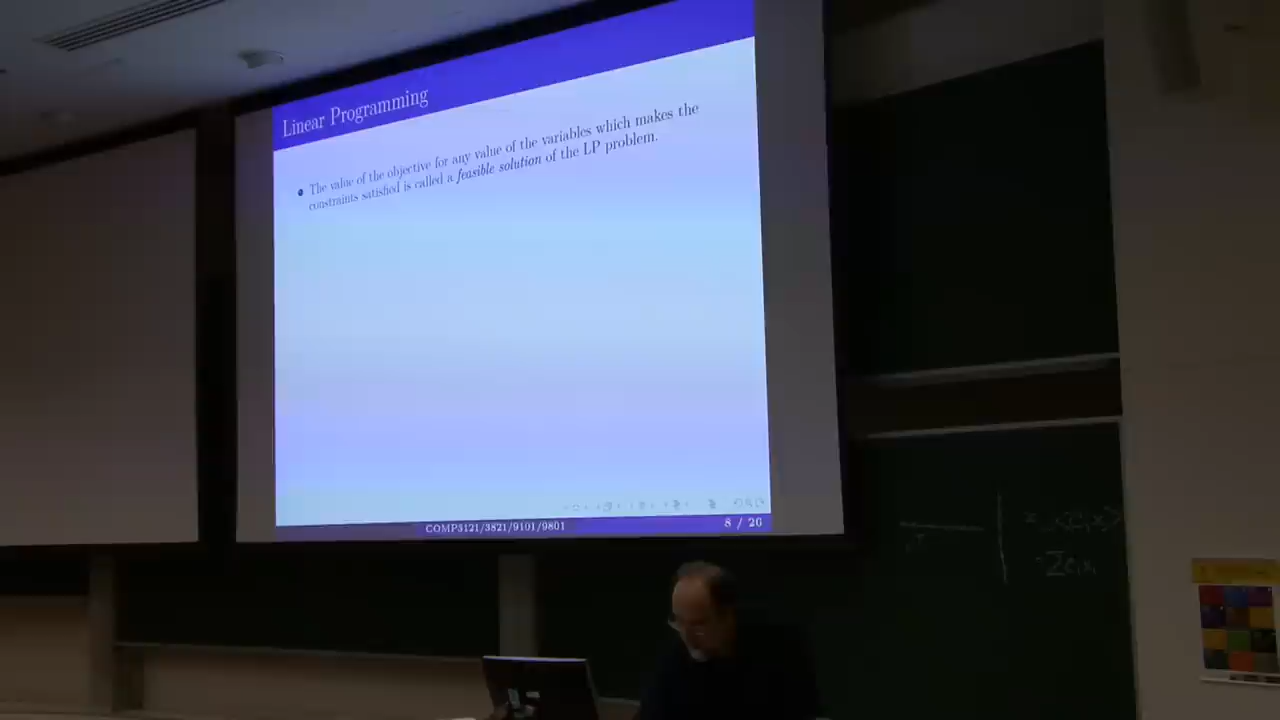 Linear Programming
The value of the objective for any value of the variables which makes the
constraints satisfied is called a feasible solution of the LP problem.
COMP3121/3821/9101/9801
8 / 20